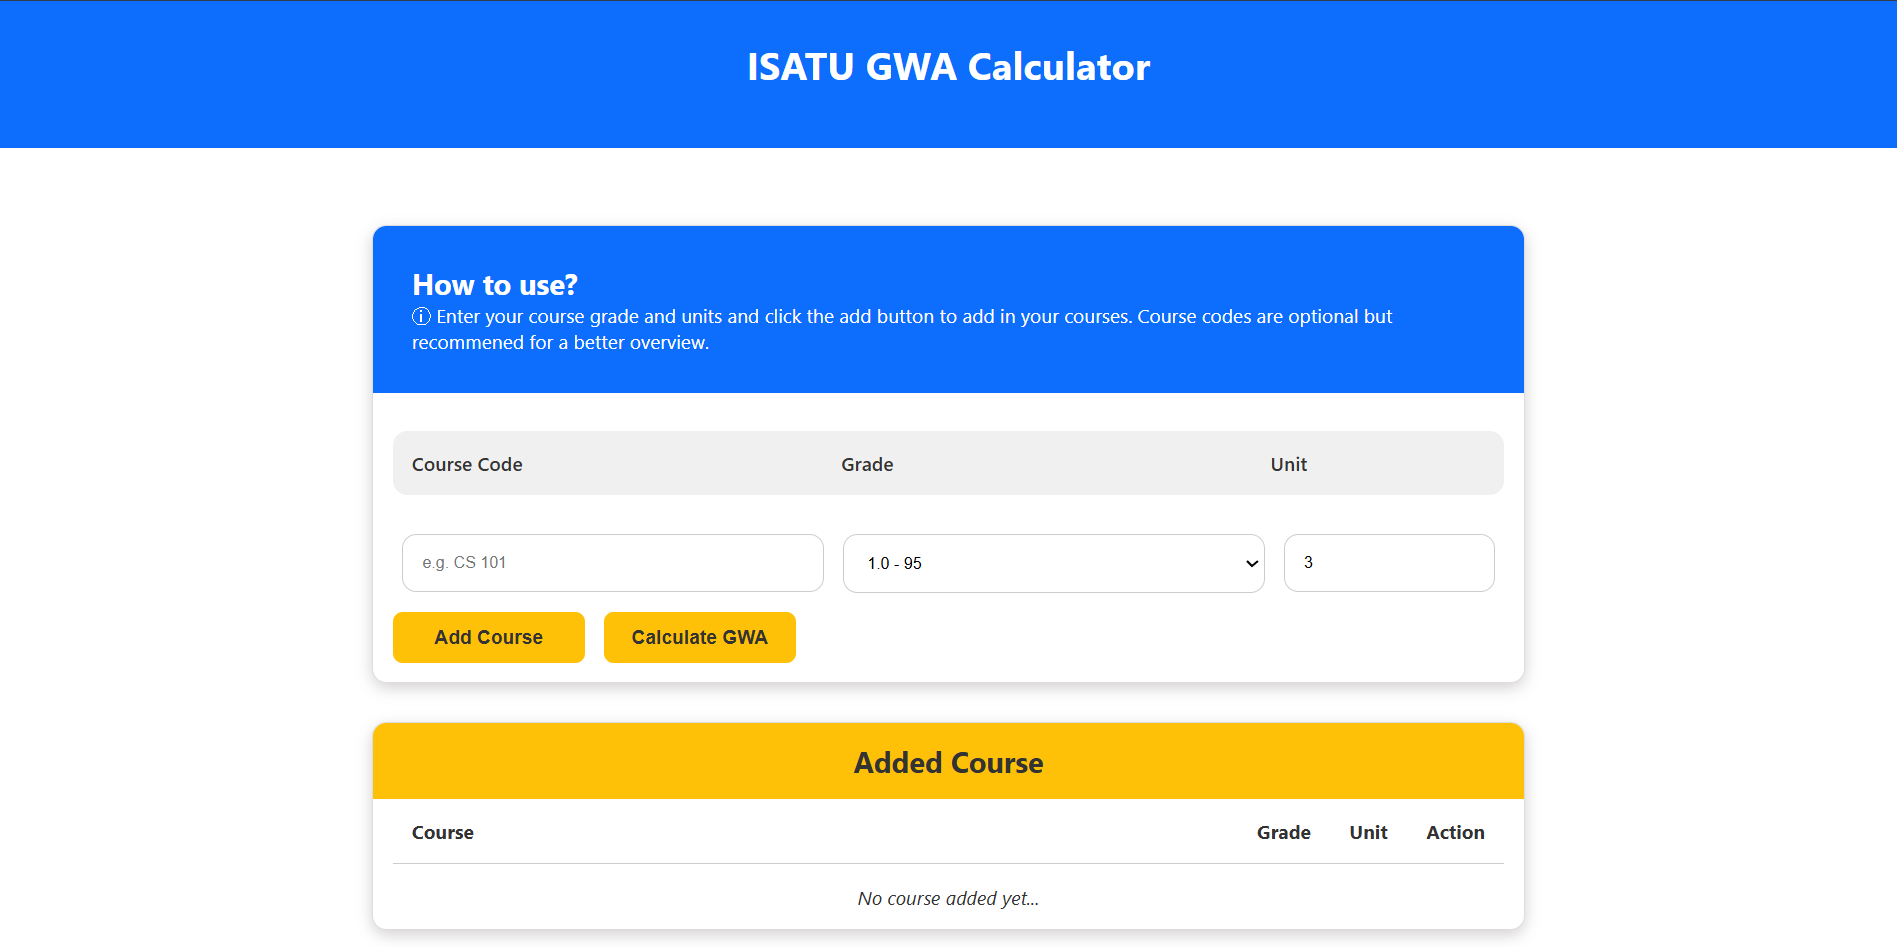 ISATU GWA Calculator
How to use?
ⓘ Enter your course grade and units and click the add button to add in your courses. Course codes are optional but
recommened for a better overview.
Course Code Grade Unit
e.g. CS 101 1.0 - 95 3
Add Course Calculate GWA
Added Course
Course Grade Unit Action
No course added yet...